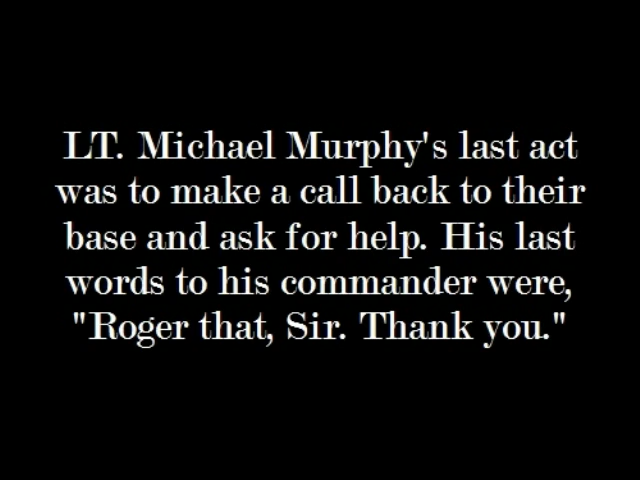 LT. Michael Murphy's last act
was to make a call back to their
base and ask for help. His last
words to his commander were,
"Roger that, Sir. Thank you."